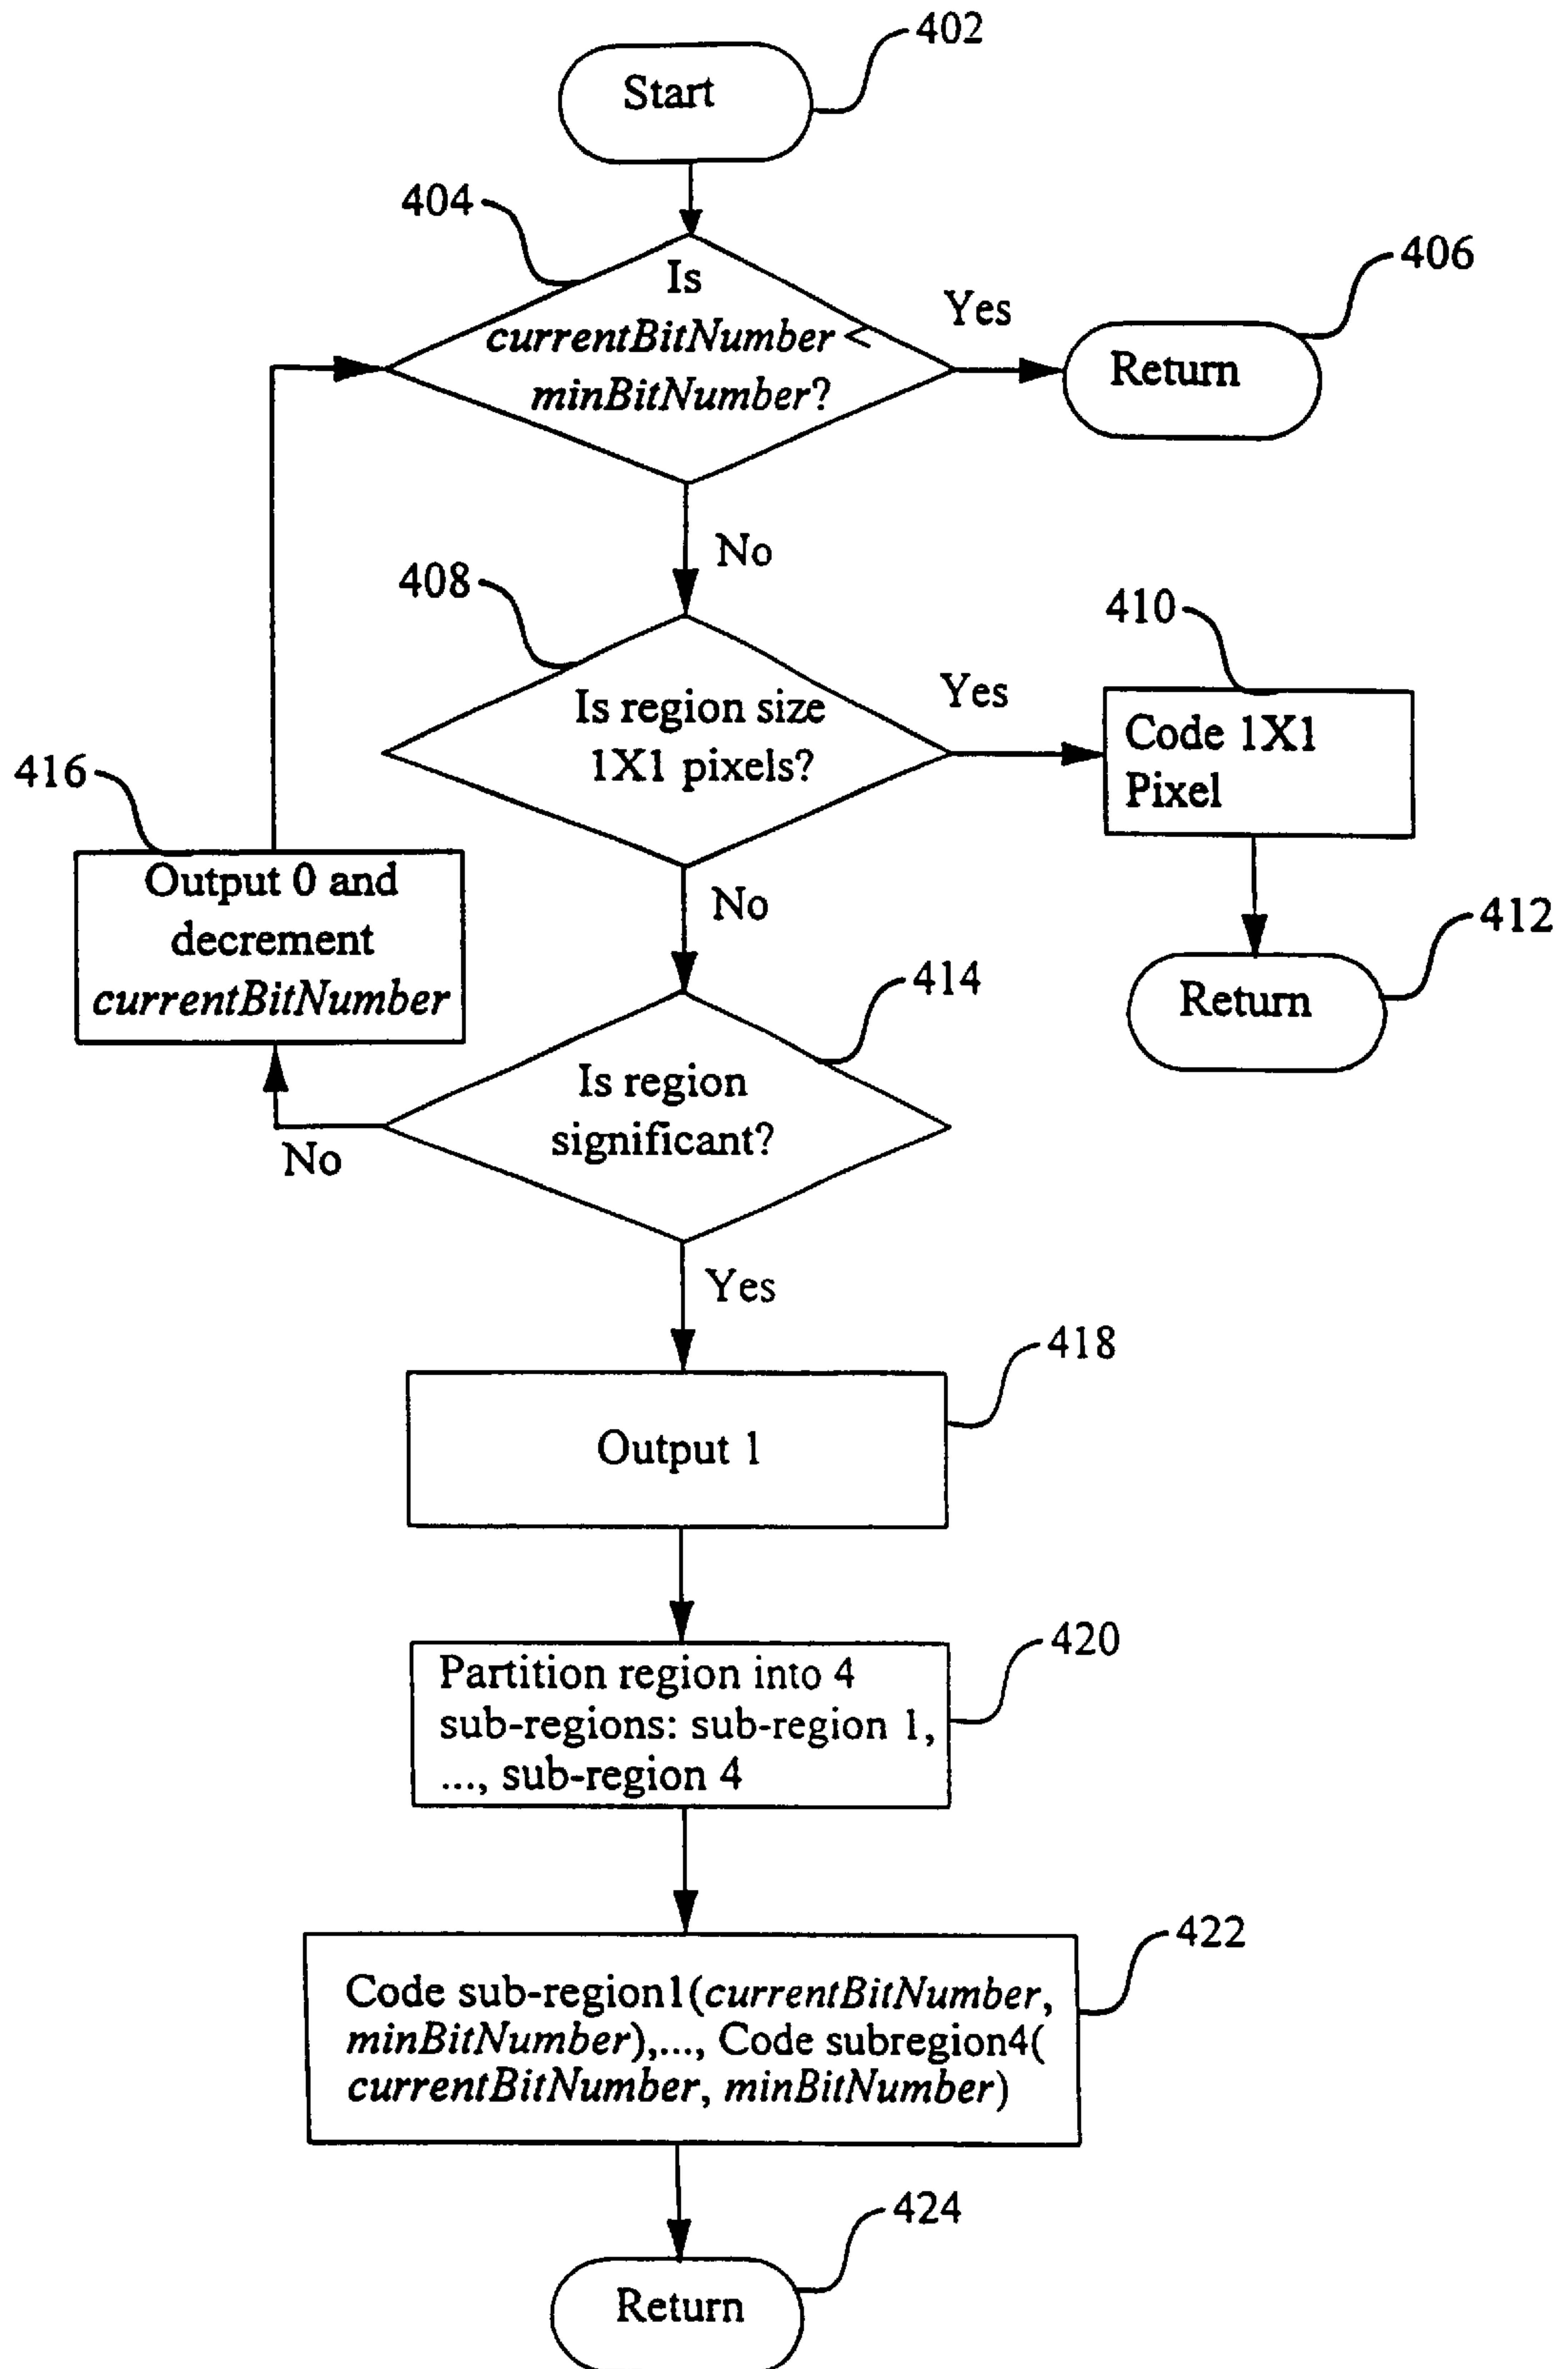 402
Start
404
Is
currentBitNumber <
minBitNumber?
Yes
406
Return
No
408
Is region size
1X1 pixels?
Yes
410
Code 1X1
Pixel
416
Output 0 and
decrement
currentBitNumber
No
412
Return
414
Is region
significant?
No
Yes
418
Output 1
420
Partition region into 4
sub-regions: sub-region 1,
..., sub-region 4
422
Code sub-region1(currentBitNumber,
minBitNumber),..., Code subregion4(
currentBitNumber, minBitNumber)
424
Return